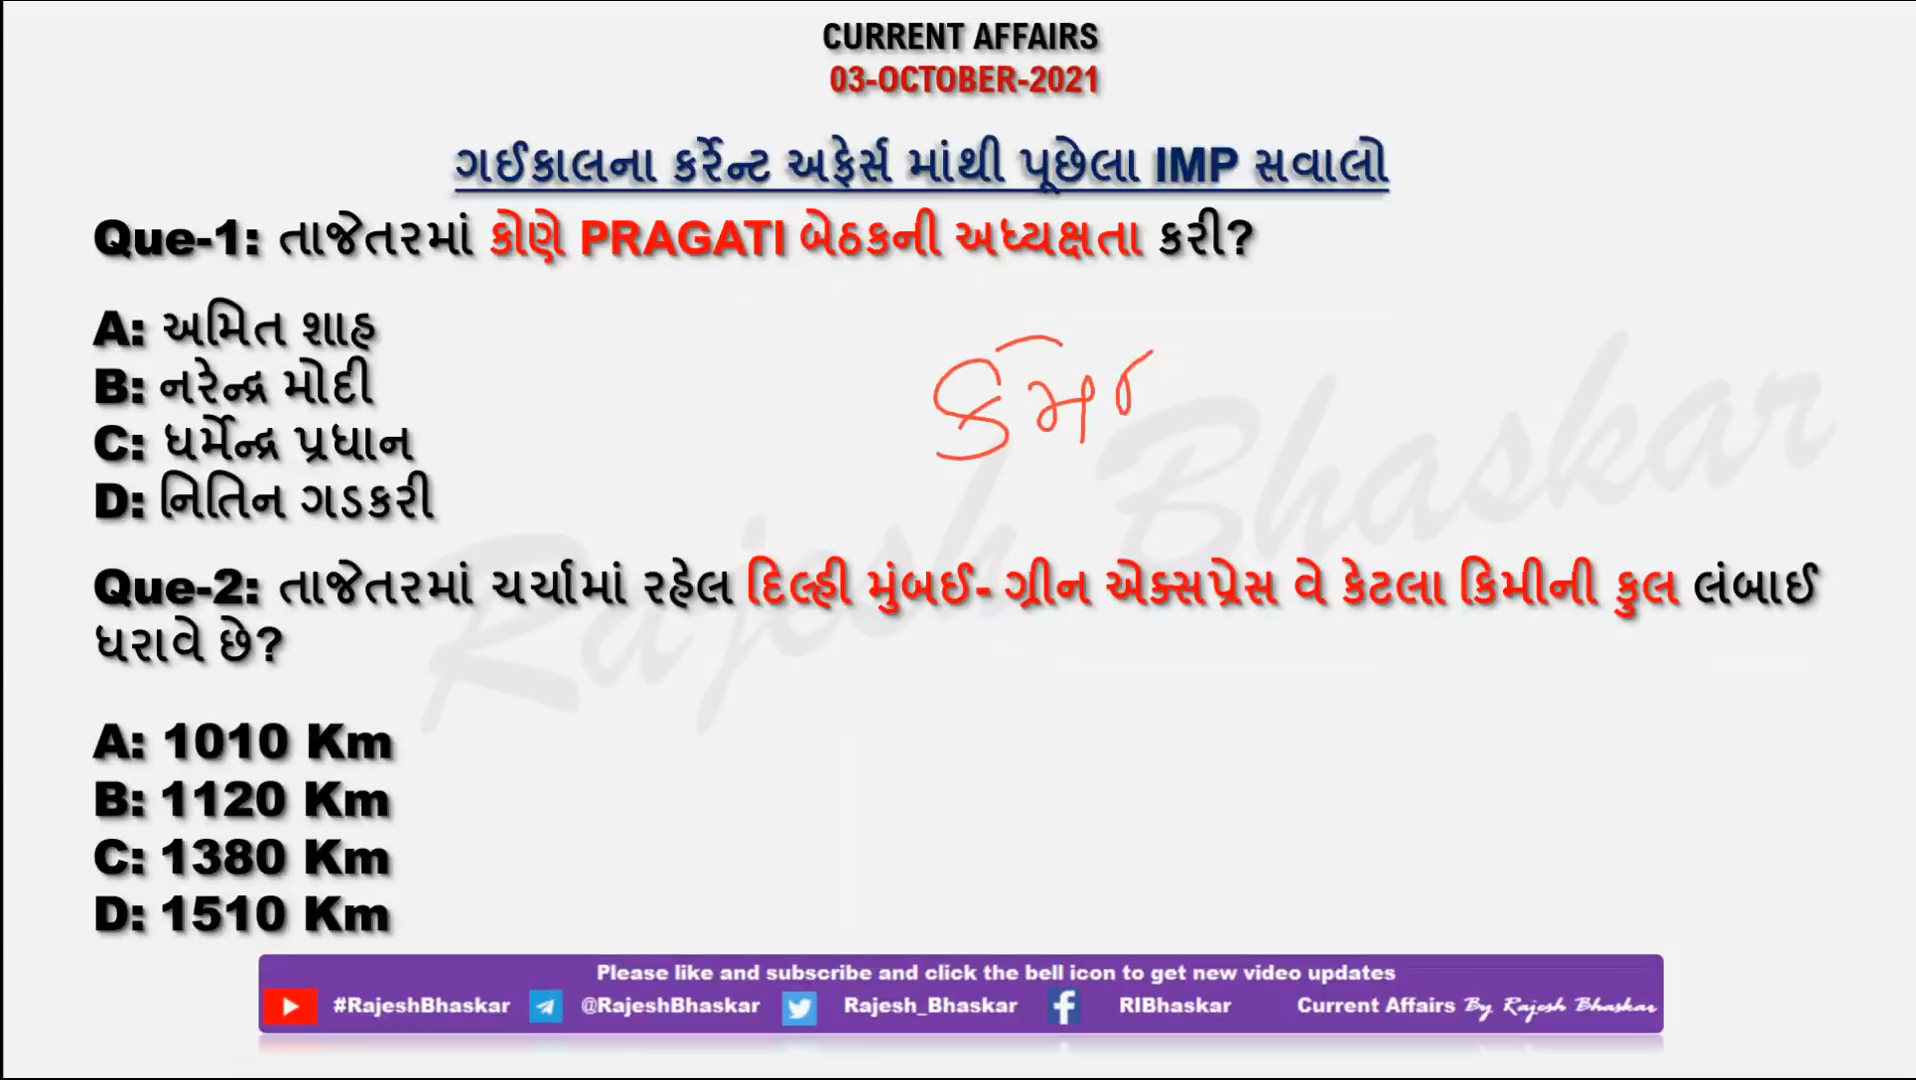 CURRENT AFFAIRS
03-OCTOBER-2021
ગઈકાલના કર્રેન્ટ અફેર્સ માંથી પૂછેલા IMP સવાલો
Que-1: તાજેતરમાં કોણે PRAGATI બેઠકની અધ્યક્ષતા કરી?
A: અમિત શાહ
B: નરેન્દ્ર મોદી
C: ધર્મેન્દ્ર પ્રધાન
D: નિતિન ગડકરી
Que-2: તાજેતરમાં ચર્ચામાં રહેલ દિલ્હી મુંબઈ- ગ્રીન એક્સપ્રેસ વે કેટલા કિમીની કુલ લંબાઈ
ધરાવે છે?
A: 1010 Km
B: 1120 Km
C: 1380 Km
D: 1510 Km
Rajesh Bhaskar
Please like and subscribe and click the bell icon to get new video updates
#RajeshBhaskar @RajeshBhaskar Rajesh_Bhaskar RIBhaskar Current Affairs By Rajesh Bhaskar